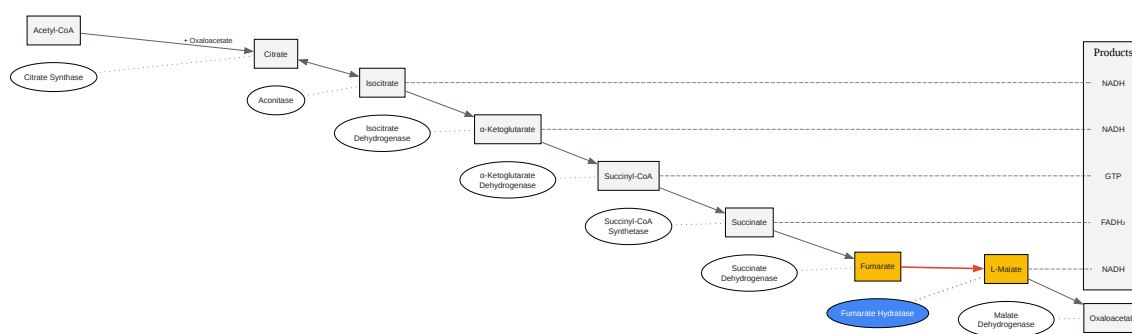 Acetyl-CoA
+ Oxaloacetate
Citrate
Products
Citrate Synthase
Isocitrate
NADH
Aconitase
Isocitrate
Dehydrogenase
α-Ketoglutarate
NADH
α-Ketoglutarate
Dehydrogenase
Succinyl-CoA
GTP
Succinyl-CoA
Synthetase
Succinate
FADH₂
Succinate
Dehydrogenase
Fumarate
L-Malate
NADH
Fumarate Hydratase
Malate
Dehydrogenase
Oxaloacetat